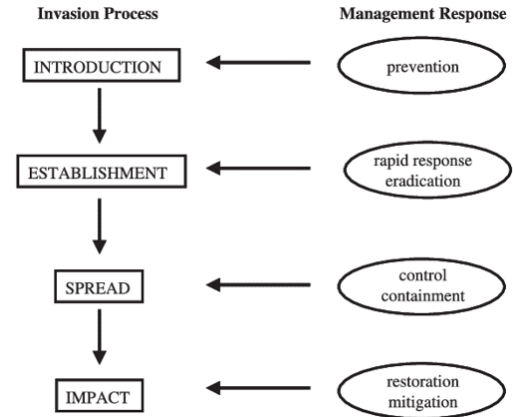 Invasion Process
Management Response
INTRODUCTION
prevention
ESTABLISHMENT
rapid response
eradication
SPREAD
control
containment
IMPACT
restoration
mitigation